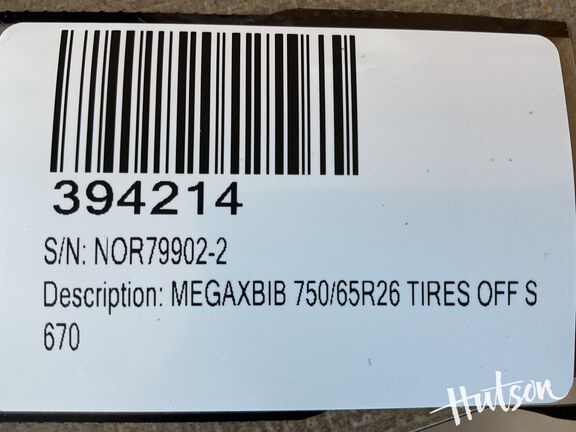 394214
S/N: NOR79902-2
Description: MEGAXBIB 750/65R26 TIRES OFF S
670
Hutson